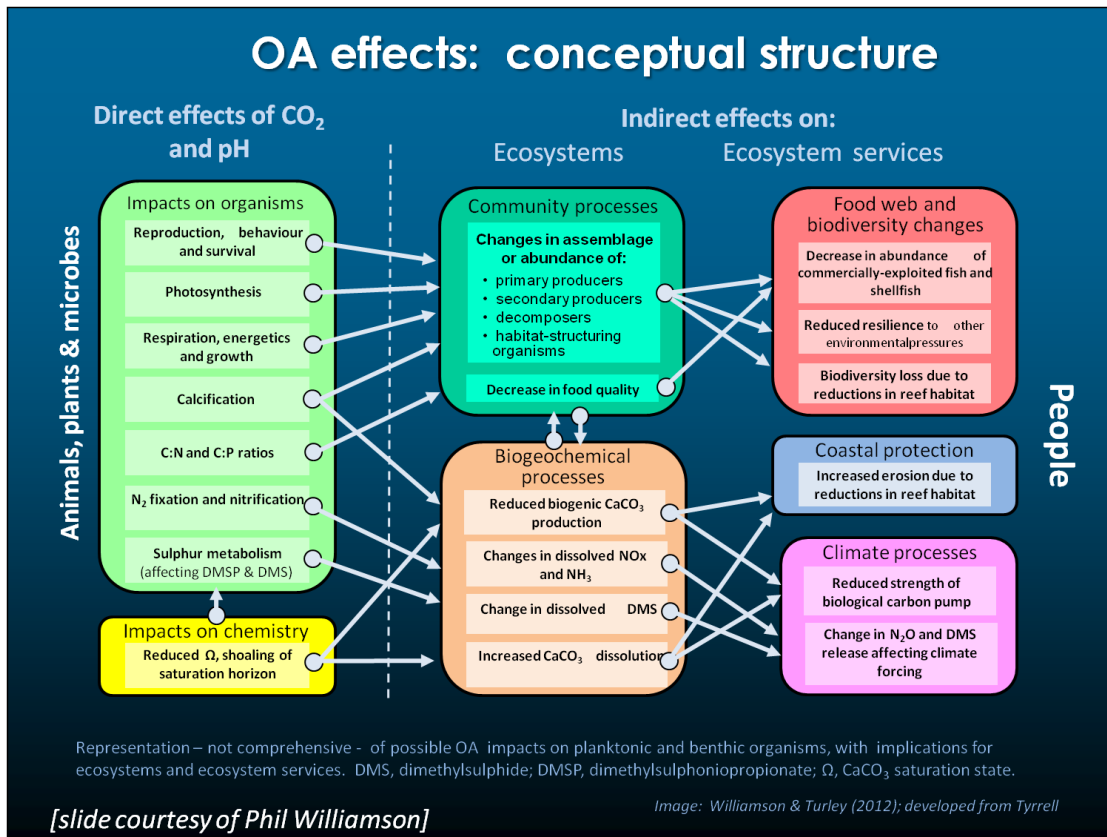 OA effects: conceptual structure
Direct effects of CO₂
and pH
Indirect effects on:
Ecosystems
Ecosystem services
Animals, plants & microbes
Impacts on organisms
Reproduction, behaviour
and survival
Photosynthesis
Respiration, energetics
and growth
Calcification
C:N and C:P ratios
N₂ fixation and nitrification
Sulphur metabolism
(affecting DMSP & DMS)
Impacts on chemistry
Reduced Ω, shoaling of
saturation horizon
Community processes
Changes in assemblage
or abundance of:
• primary producers
• secondary producers
• decomposers
• habitat-structuring
organisms
Decrease in food quality
Biogeochemical
processes
Reduced biogenic CaCO₃
production
Changes in dissolved NOx
and NH₃
Change in dissolved DMS
Increased CaCO₃ dissolution
Food web and
biodiversity changes
Decrease in abundance of
commercially-exploited fish and
shellfish
Reduced resilience to other
environmentalpressures
Biodiversity loss due to
reductions in reef habitat
Coastal protection
Increased erosion due to
reductions in reef habitat
Climate processes
Reduced strength of
biological carbon pump
Change in N₂O and DMS
release affecting climate
forcing
People
Representation – not comprehensive - of possible OA impacts on planktonic and benthic organisms, with implications for
ecosystems and ecosystem services. DMS, dimethylsulphide; DMSP, dimethylsulphoniopropionate; Ω, CaCO₃ saturation state.
Image: Williamson & Turley (2012); developed from Tyrrell
[slide courtesy of Phil Williamson]